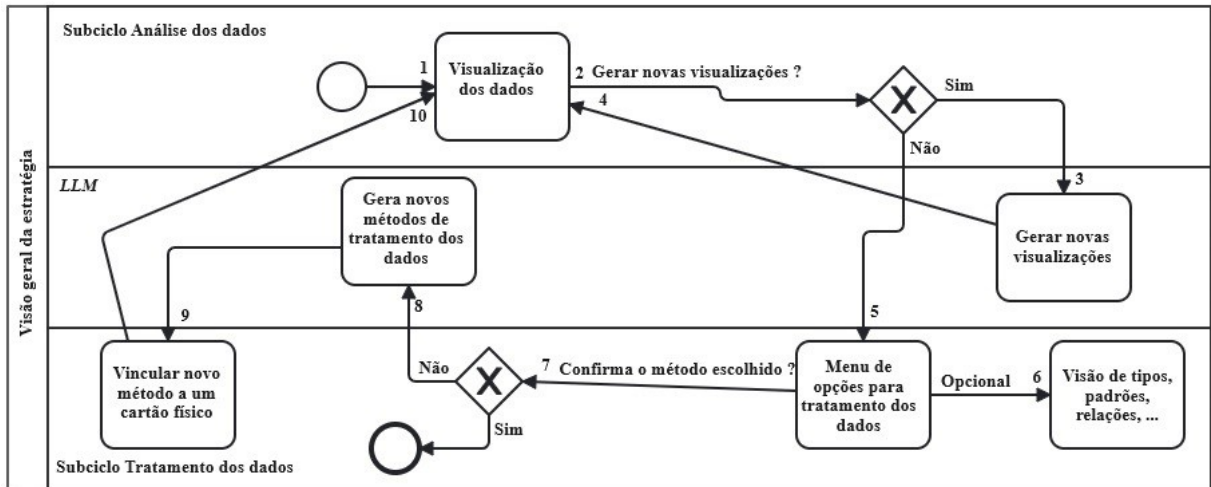 Visão geral da estratégia
Subciclo Análise dos dados
1
Visualização
dos dados
2 Gerar novas visualizações ?
4
10
X
Sim
Não
LLM
Gera novos
métodos de
tratamento dos
dados
3
Gerar novas
visualizações
9
8
5
Vincular novo
método a um
cartão físico
Não
X
Sim
7 Confirma o método escolhido ?
Menu de
opções para
tratamento dos
dados
Opcional
6
Visão de tipos,
padrões,
relações, ...
Subciclo Tratamento dos dados